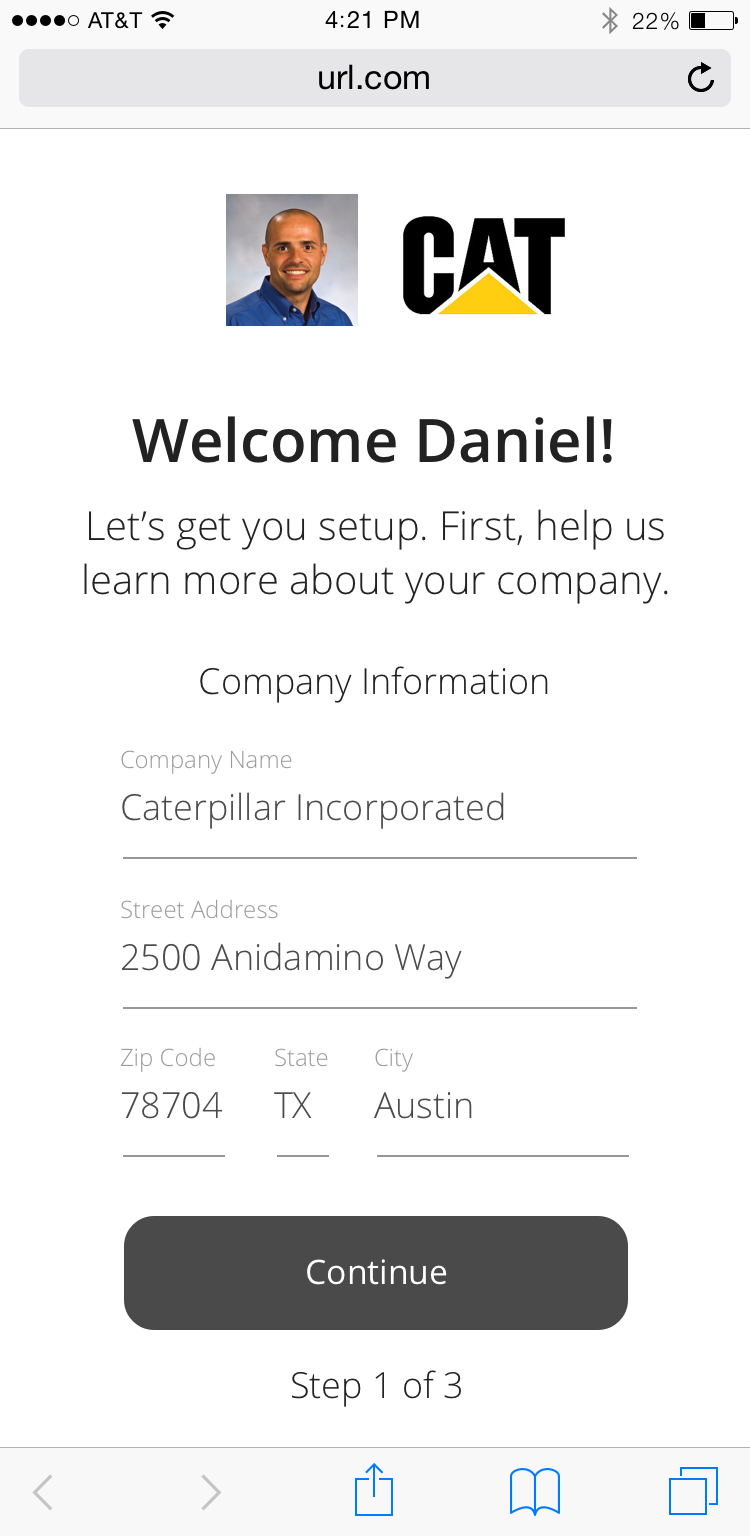 AT&T 4:21 PM 22%
url.com
CAT
Welcome Daniel!
Let’s get you setup. First, help us
learn more about your company.
Company Information
Company Name
Caterpillar Incorporated
Street Address
2500 Anidamino Way
Zip Code State City
78704 TX Austin
Continue
Step 1 of 3